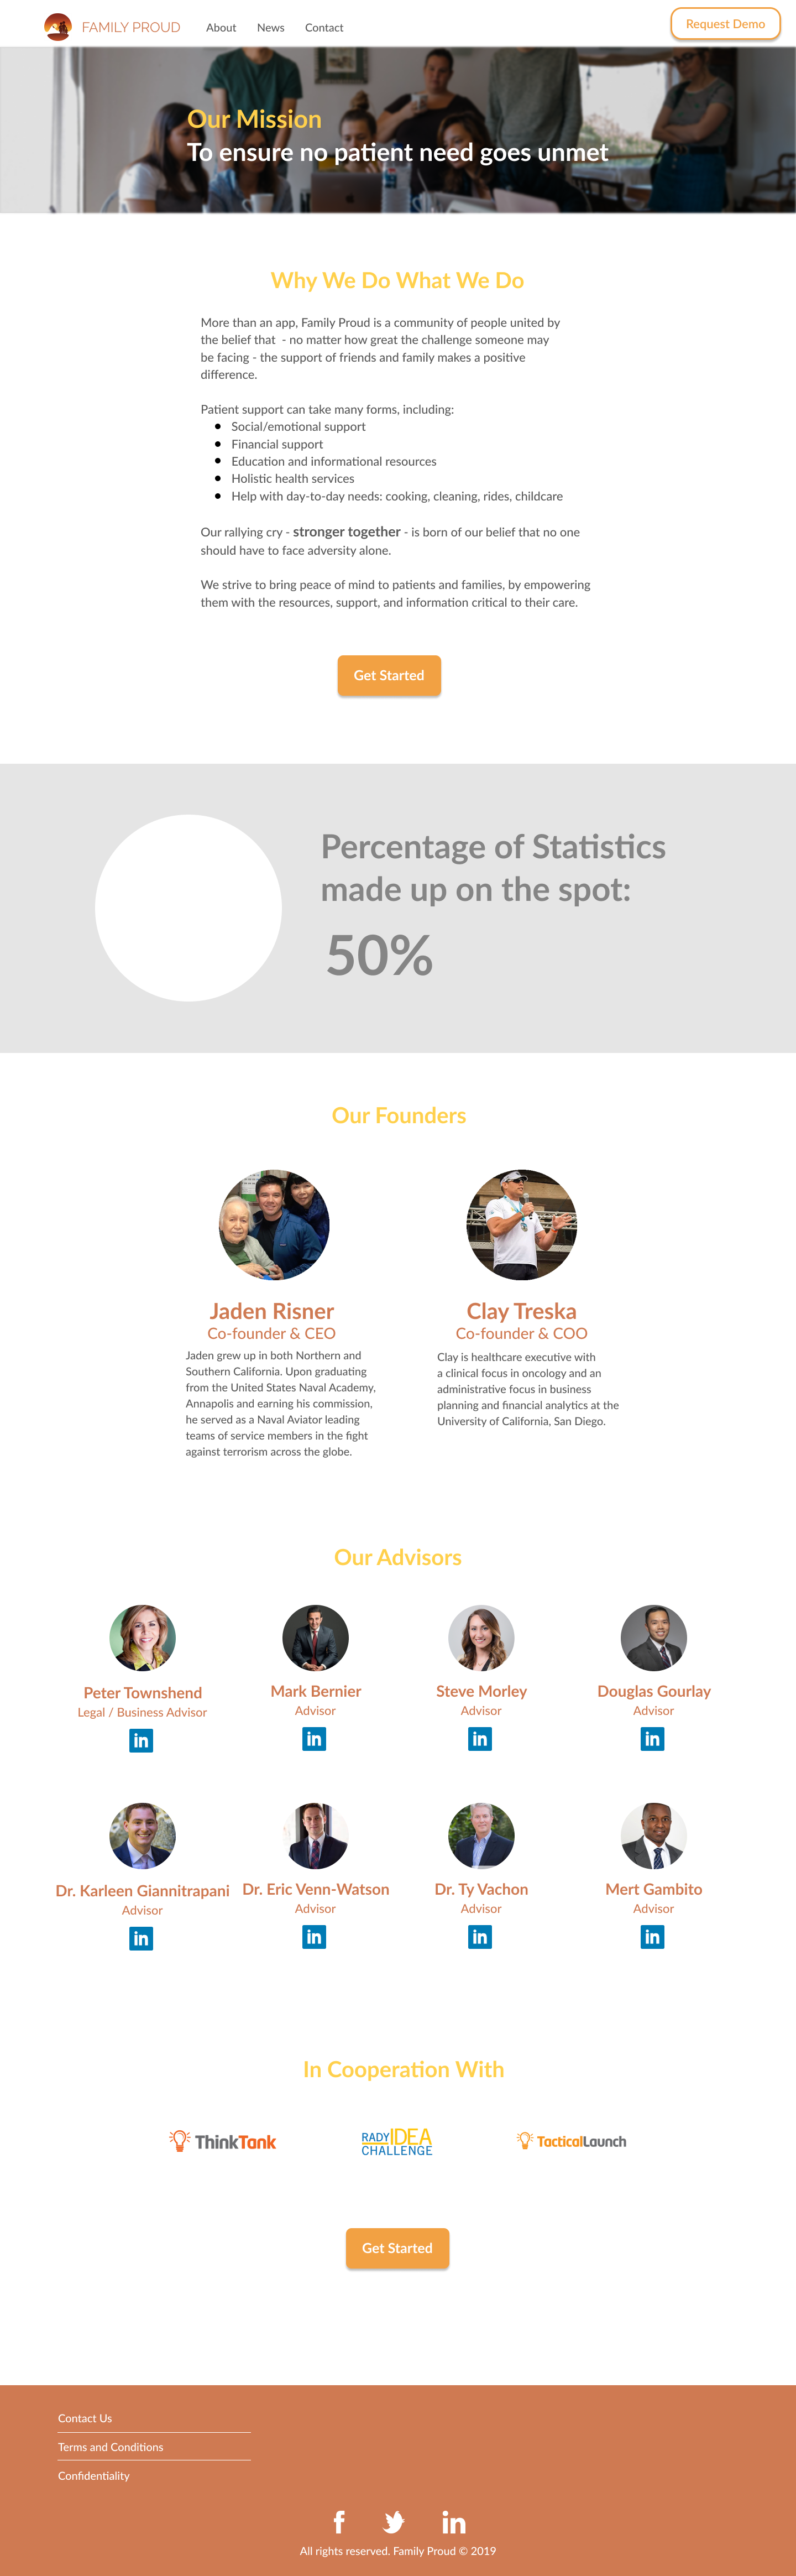 FAMILY PROUD
About
News
Contact
Request Demo
Our Mission
To ensure no patient need goes unmet
Why We Do What We Do
More than an app, Family Proud is a community of people united by
the belief that  - no matter how great the challenge someone may
be facing - the support of friends and family makes a positive
difference.
Patient support can take many forms, including:
● Social/emotional support
● Financial support
● Education and informational resources
● Holistic health services
● Help with day-to-day needs: cooking, cleaning, rides, childcare
Our rallying cry - stronger together - is born of our belief that no one
should have to face adversity alone.
We strive to bring peace of mind to patients and families, by empowering
them with the resources, support, and information critical to their care.
Get Started
Percentage of Statistics
made up on the spot:
50%
Our Founders
Jaden Risner
Co-founder & CEO
Jaden grew up in both Northern and
Southern California. Upon graduating
from the United States Naval Academy,
Annapolis and earning his commission,
he served as a Naval Aviator leading
teams of service members in the fight
against terrorism across the globe.
Clay Treska
Co-founder & COO
Clay is healthcare executive with
a clinical focus in oncology and an
administrative focus in business
planning and financial analytics at the
University of California, San Diego.
Our Advisors
Peter Townshend
Legal / Business Advisor
in
Mark Bernier
Advisor
in
Steve Morley
Advisor
in
Douglas Gourlay
Advisor
in
Dr. Karleen Giannitrapani
Advisor
in
Dr. Eric Venn-Watson
Advisor
in
Dr. Ty Vachon
Advisor
in
Mert Gambito
Advisor
in
In Cooperation With
ThinkTank
RADY IDEA
CHALLENGE
TacticalLaunch
Get Started
Contact Us
Terms and Conditions
Confidentiality
f
in
All rights reserved. Family Proud © 2019